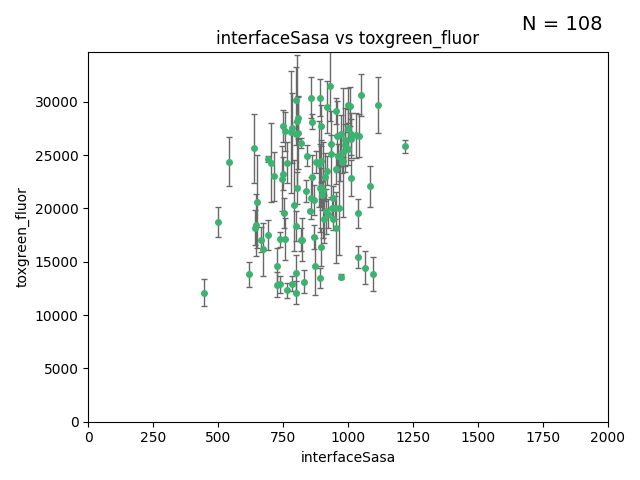 N = 108
interfaceSasa vs toxgreen_fluor
30000
25000
20000
15000
10000
5000
0
toxgreen_fluor
0 250 500 750 1000 1250 1500 1750 2000
interfaceSasa